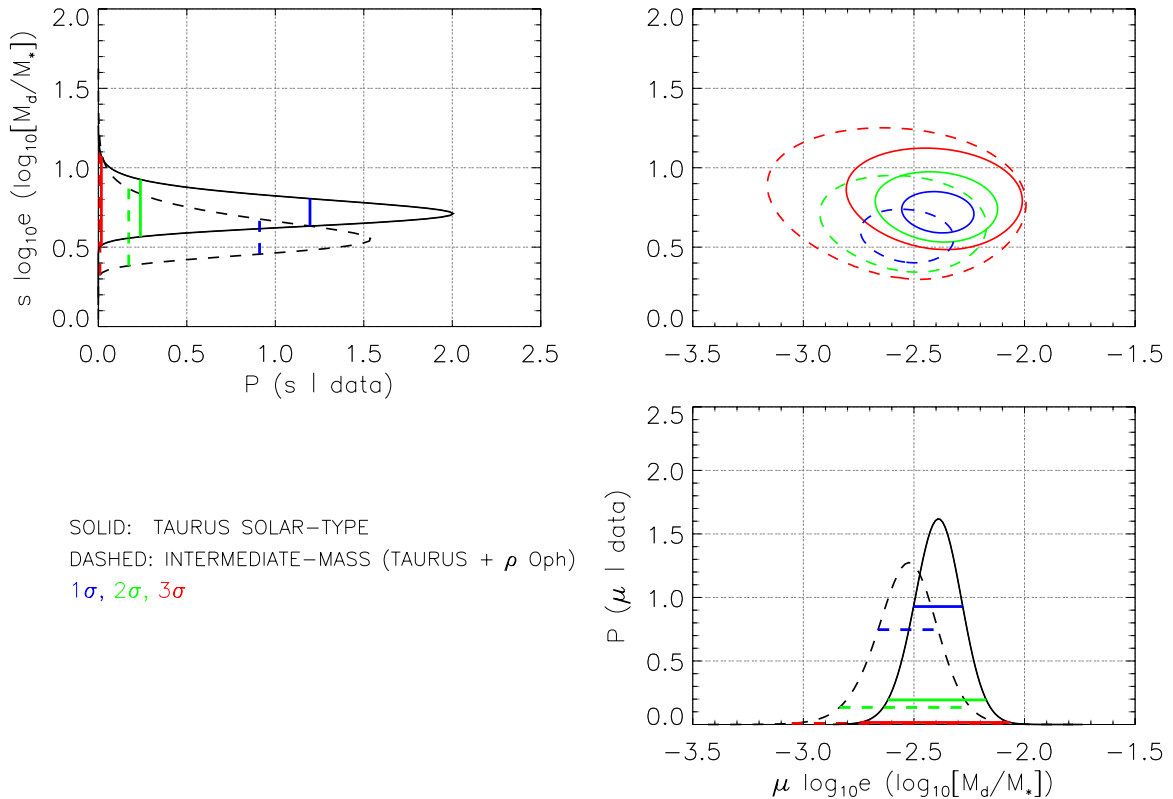 s log₁₀e (log₁₀[M_d/M_*])
2.0
1.5
1.0
0.5
0.0
0.0 0.5 1.0 1.5 2.0 2.5
P (s | data)
2.0
1.5
1.0
0.5
0.0
−3.5 −3.0 −2.5 −2.0 −1.5
SOLID: TAURUS SOLAR−TYPE
DASHED: INTERMEDIATE−MASS (TAURUS + ρ Oph)
1σ, 2σ, 3σ
P (μ | data)
2.5
2.0
1.5
1.0
0.5
0.0
−3.5 −3.0 −2.5 −2.0 −1.5
μ log₁₀e (log₁₀[M_d/M_*])